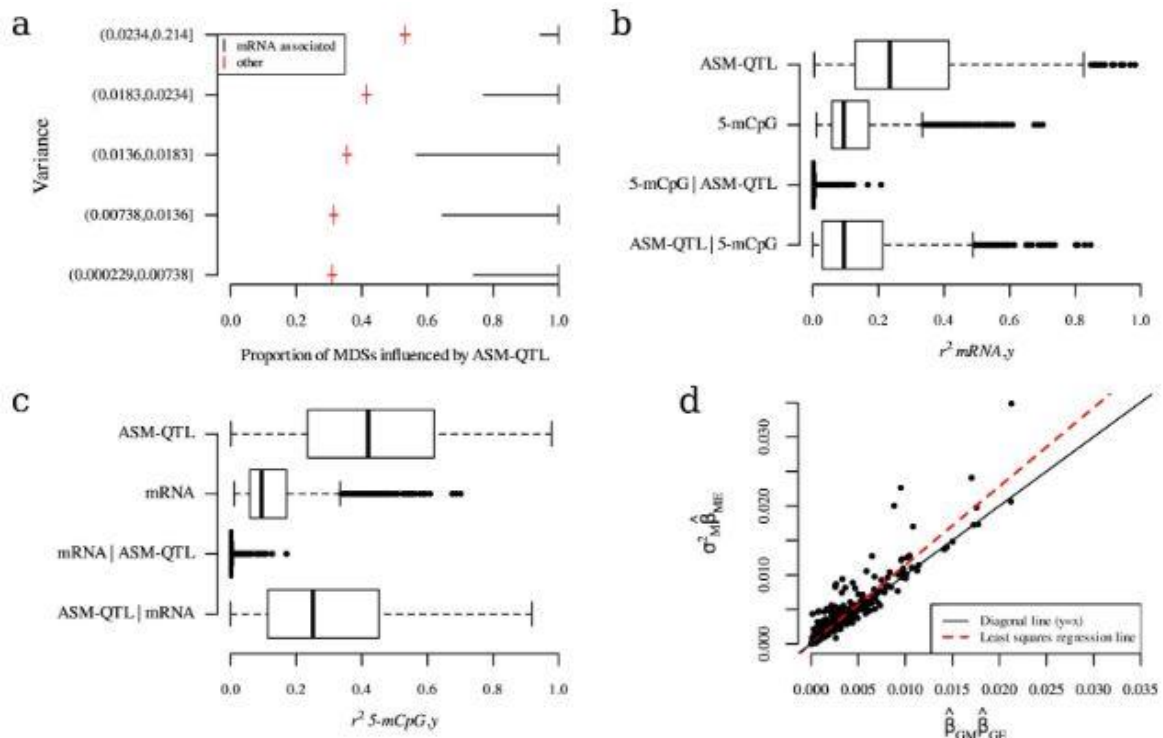 a
(0.0234,0.214]
(0.0183,0.0234]
(0.0136,0.0183]
(0.00738,0.0136]
(0.000229,0.00738]
Variance
mRNA associated
other
0.0 0.2 0.4 0.6 0.8 1.0
Proportion of MDSs influenced by ASM-QTL
b
ASM-QTL
5-mCpG
5-mCpG | ASM-QTL
ASM-QTL | 5-mCpG
0.0 0.2 0.4 0.6 0.8 1.0
r² mRNA,y
c
ASM-QTL
mRNA
mRNA | ASM-QTL
ASM-QTL | mRNA
0.0 0.2 0.4 0.6 0.8 1.0
r² 5-mCpG,y
d
σ²_M β̂_ME
0.030
0.020
0.010
0.000
Diagonal line (y=x)
Least squares regression line
0.000 0.005 0.010 0.015 0.020 0.025 0.030 0.035
β̂_GM β̂_GE